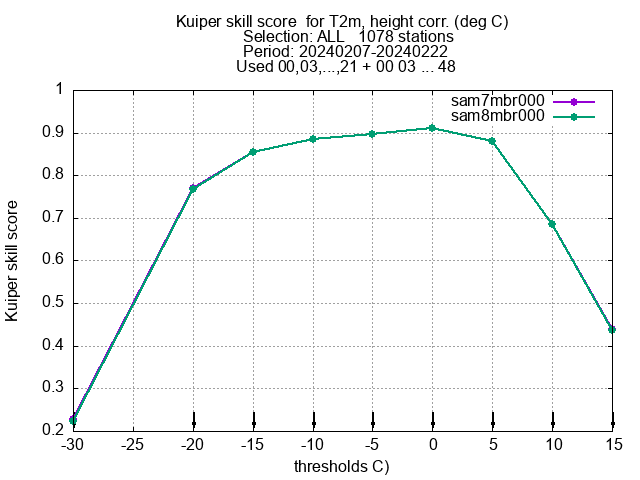 Kuiper skill score  for T2m, height corr. (deg C)
Selection: ALL   1078 stations
Period: 20240207-20240222
Used 00,03,...,21 + 00 03 ... 48
sam7mbr000
sam8mbr000
1
0.9
0.8
0.7
0.6
0.5
0.4
0.3
0.2
Kuiper skill score
-30 -25 -20 -15 -10 -5 0 5 10 15
thresholds C)